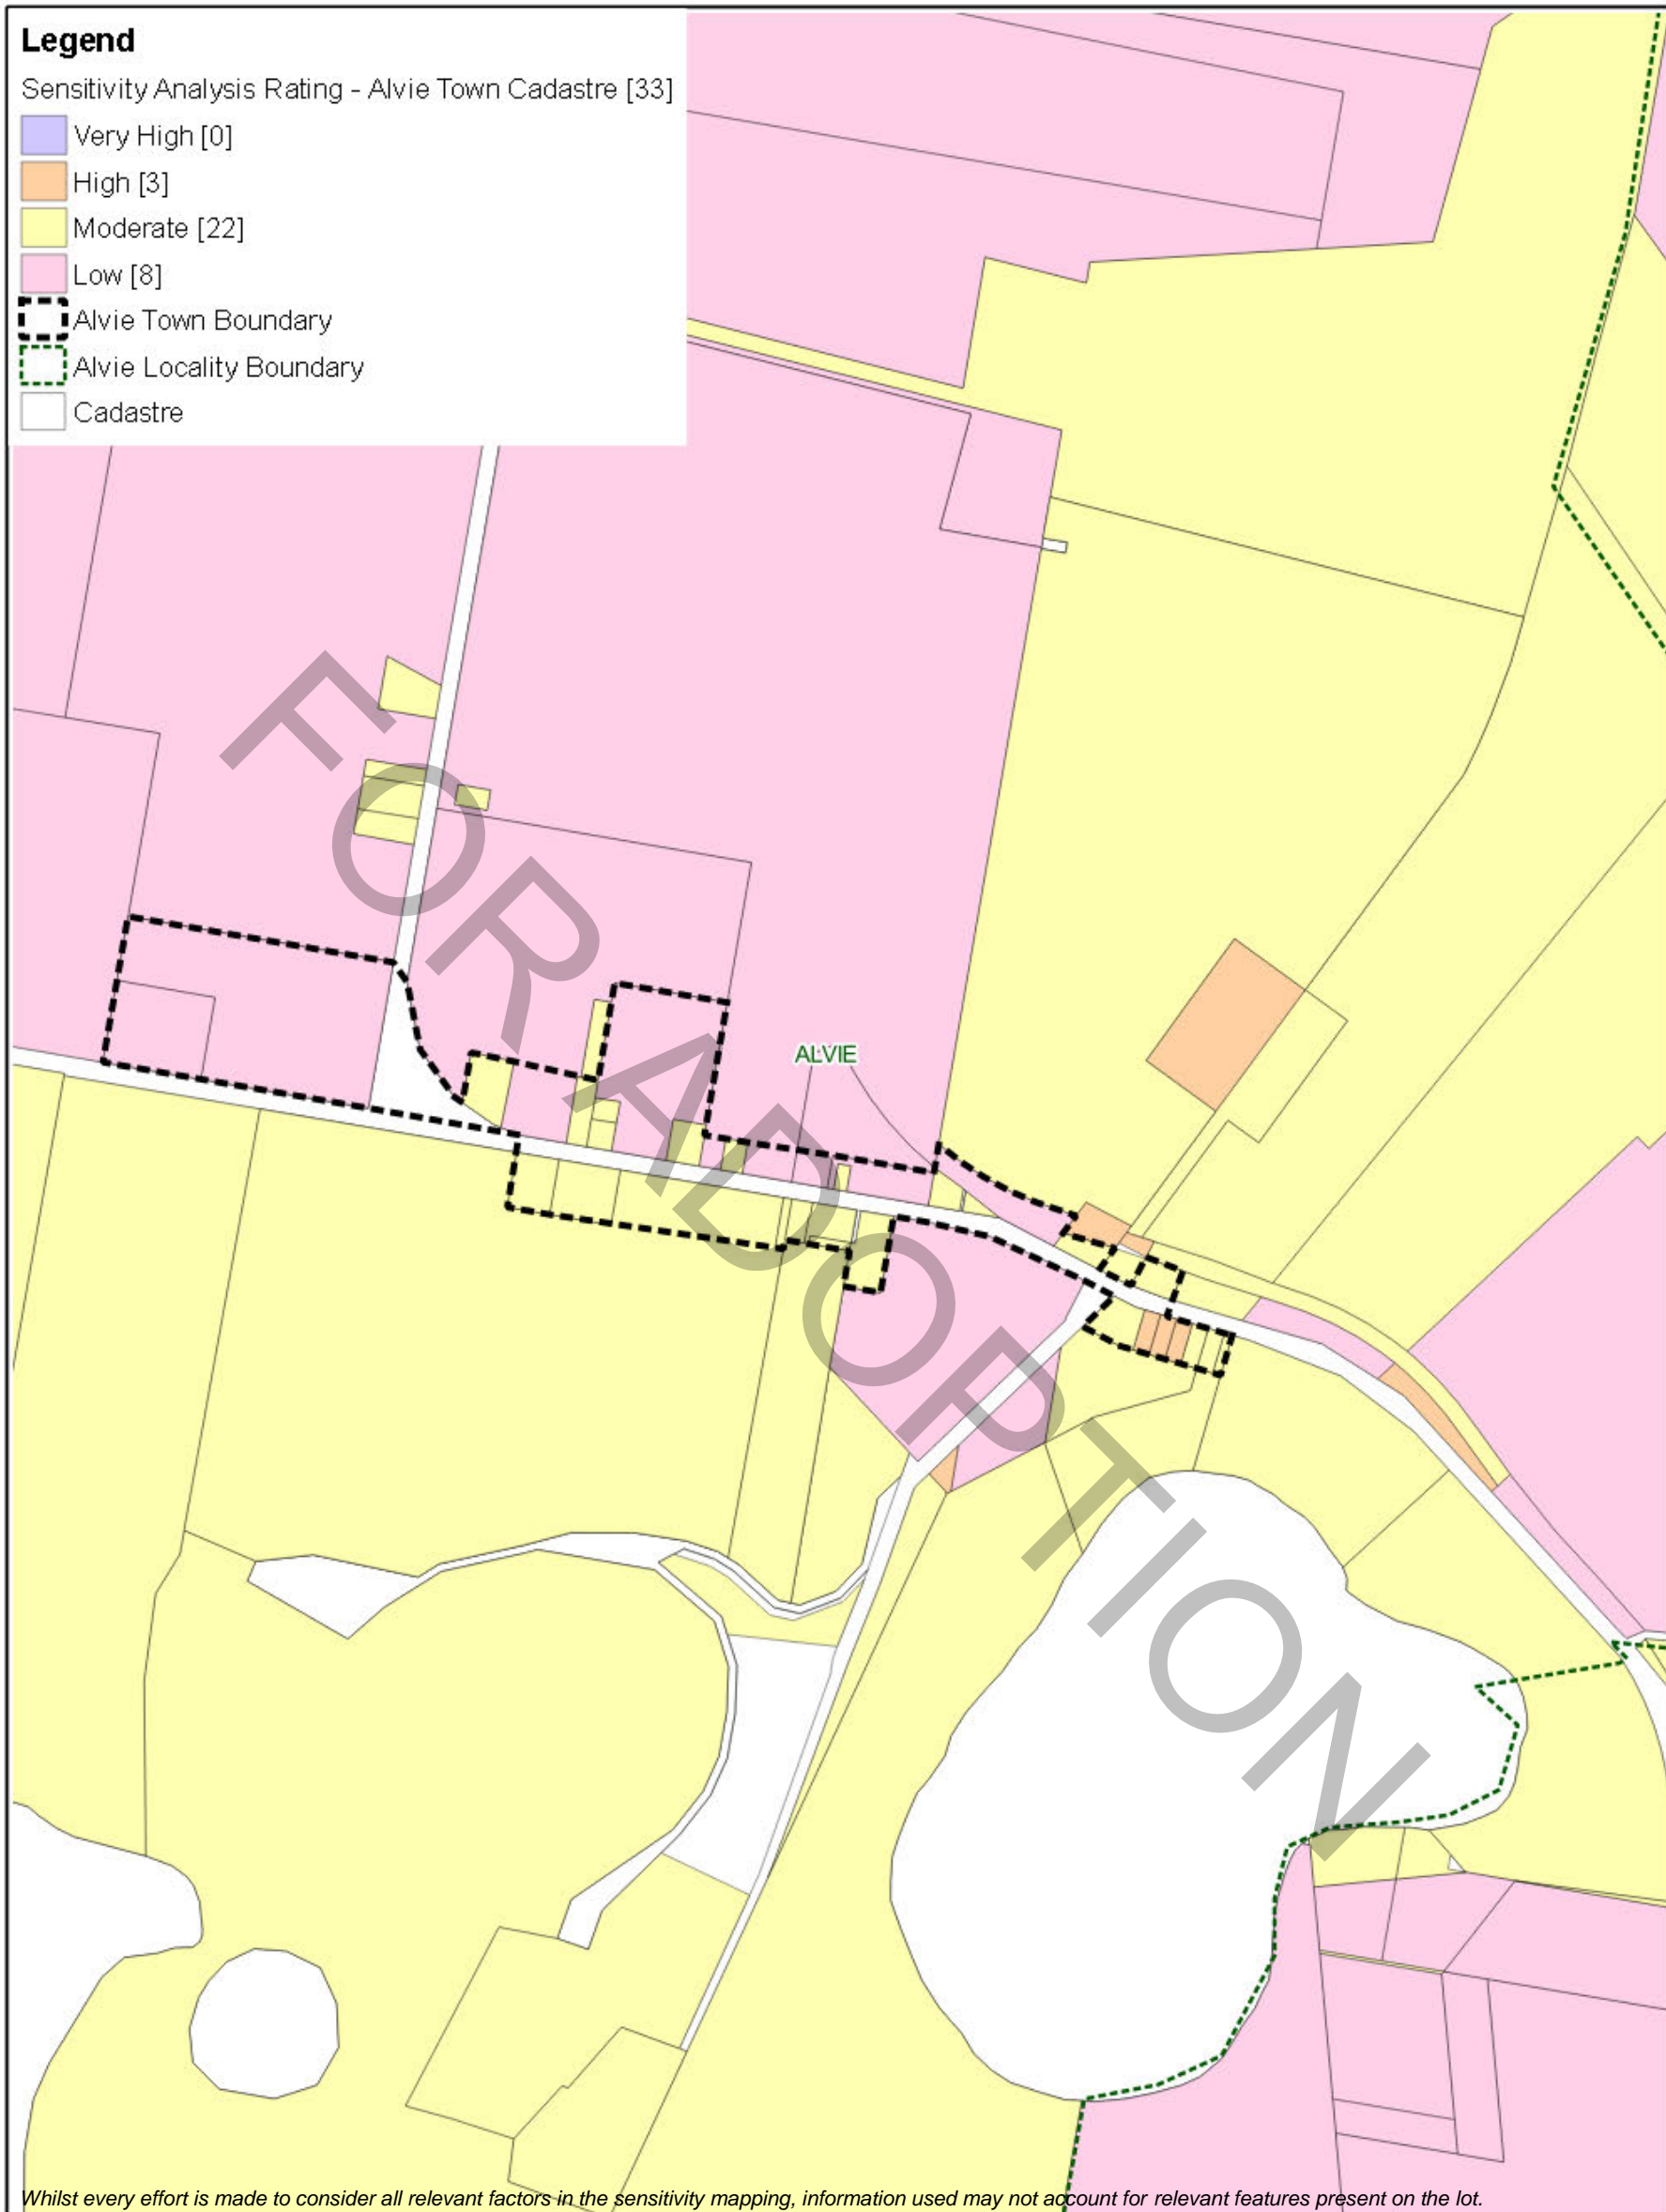 Legend
Sensitivity Analysis Rating - Alvie Town Cadastre [33]
Very High [0]
High [3]
Moderate [22]
Low [8]
Alvie Town Boundary
Alvie Locality Boundary
Cadastre
ALVIE
FOR ADOPTION
Whilst every effort is made to consider all relevant factors in the sensitivity mapping, information used may not account for relevant features present on the lot.